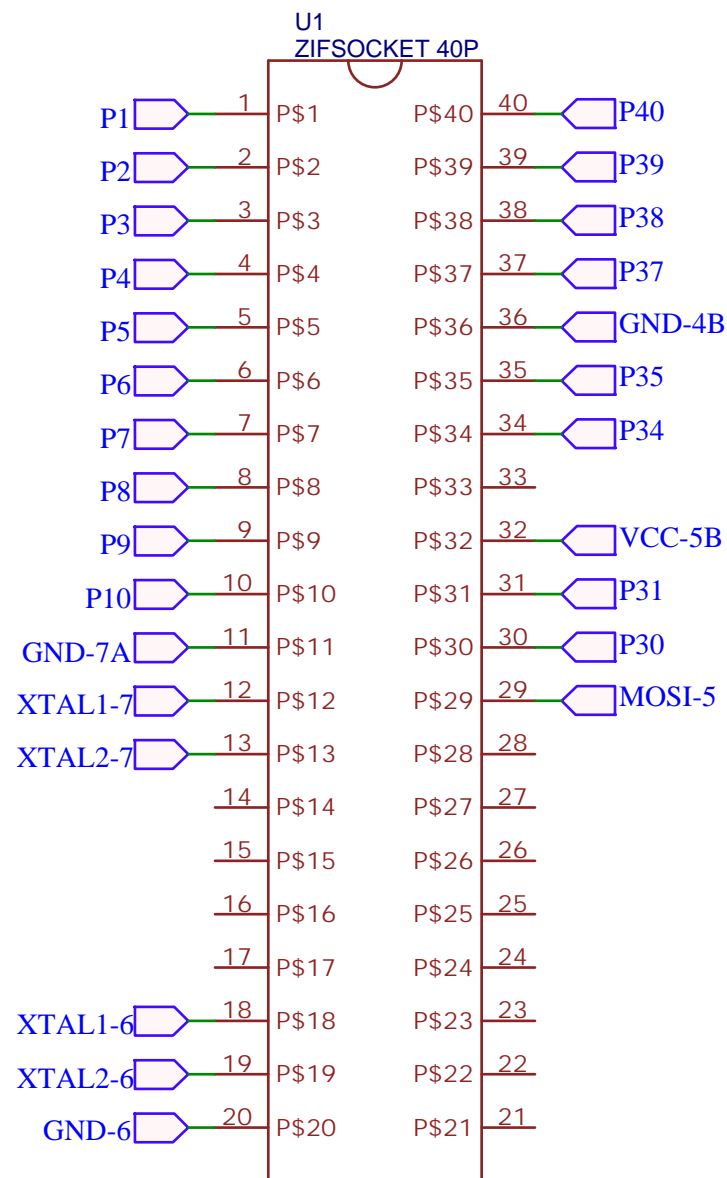 U1
ZIFSOCKET 40P
P1 1 P$1 P$40 40 P40
P2 2 P$2 P$39 39 P39
P3 3 P$3 P$38 38 P38
P4 4 P$4 P$37 37 P37
P5 5 P$5 P$36 36 GND-4B
P6 6 P$6 P$35 35 P35
P7 7 P$7 P$34 34 P34
P8 8 P$8 P$33 33
P9 9 P$9 P$32 32 VCC-5B
P10 10 P$10 P$31 31 P31
GND-7A 11 P$11 P$30 30 P30
XTAL1-7 12 P$12 P$29 29 MOSI-5
XTAL2-7 13 P$13 P$28 28
14 P$14 P$27 27
15 P$15 P$26 26
16 P$16 P$25 25
17 P$17 P$24 24
XTAL1-6 18 P$18 P$23 23
XTAL2-6 19 P$19 P$22 22
GND-6 20 P$20 P$21 21